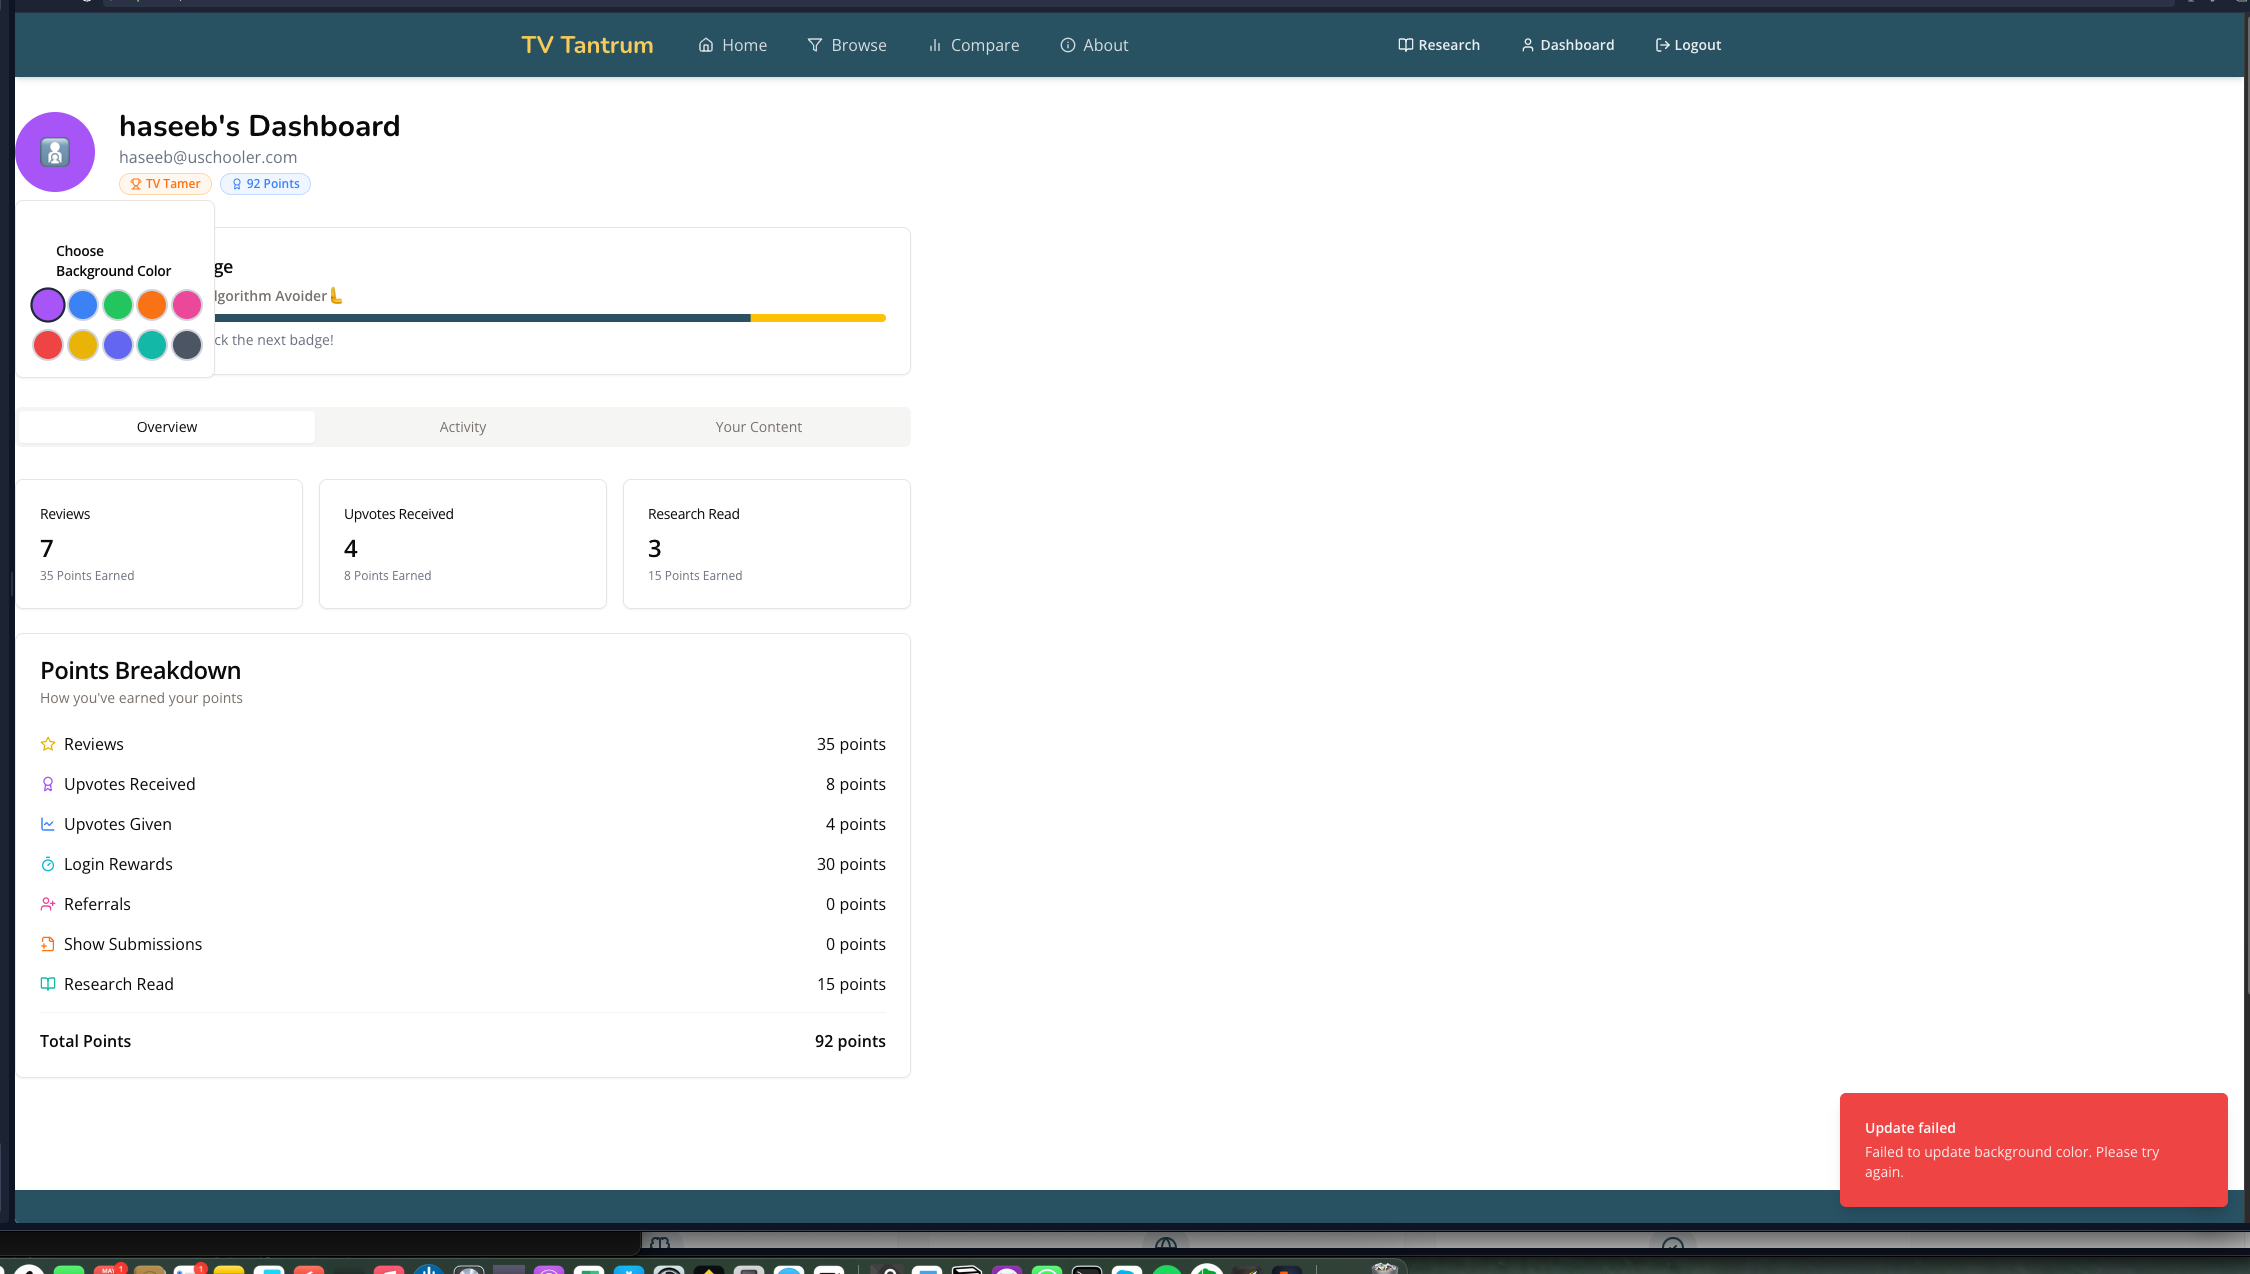 TV Tantrum
Home
Browse
Compare
About
Research
Dashboard
Logout
haseeb's Dashboard
haseeb@uschooler.com
TV Tamer
92 Points
Choose
Background Color
ge
lgorithm Avoider
ck the next badge!
Overview
Activity
Your Content
Reviews
7
35 Points Earned
Upvotes Received
4
8 Points Earned
Research Read
3
15 Points Earned
Points Breakdown
How you've earned your points
Reviews 35 points
Upvotes Received 8 points
Upvotes Given 4 points
Login Rewards 30 points
Referrals 0 points
Show Submissions 0 points
Research Read 15 points
Total Points 92 points
Update failed
Failed to update background color. Please try
again.
MAY
1
1